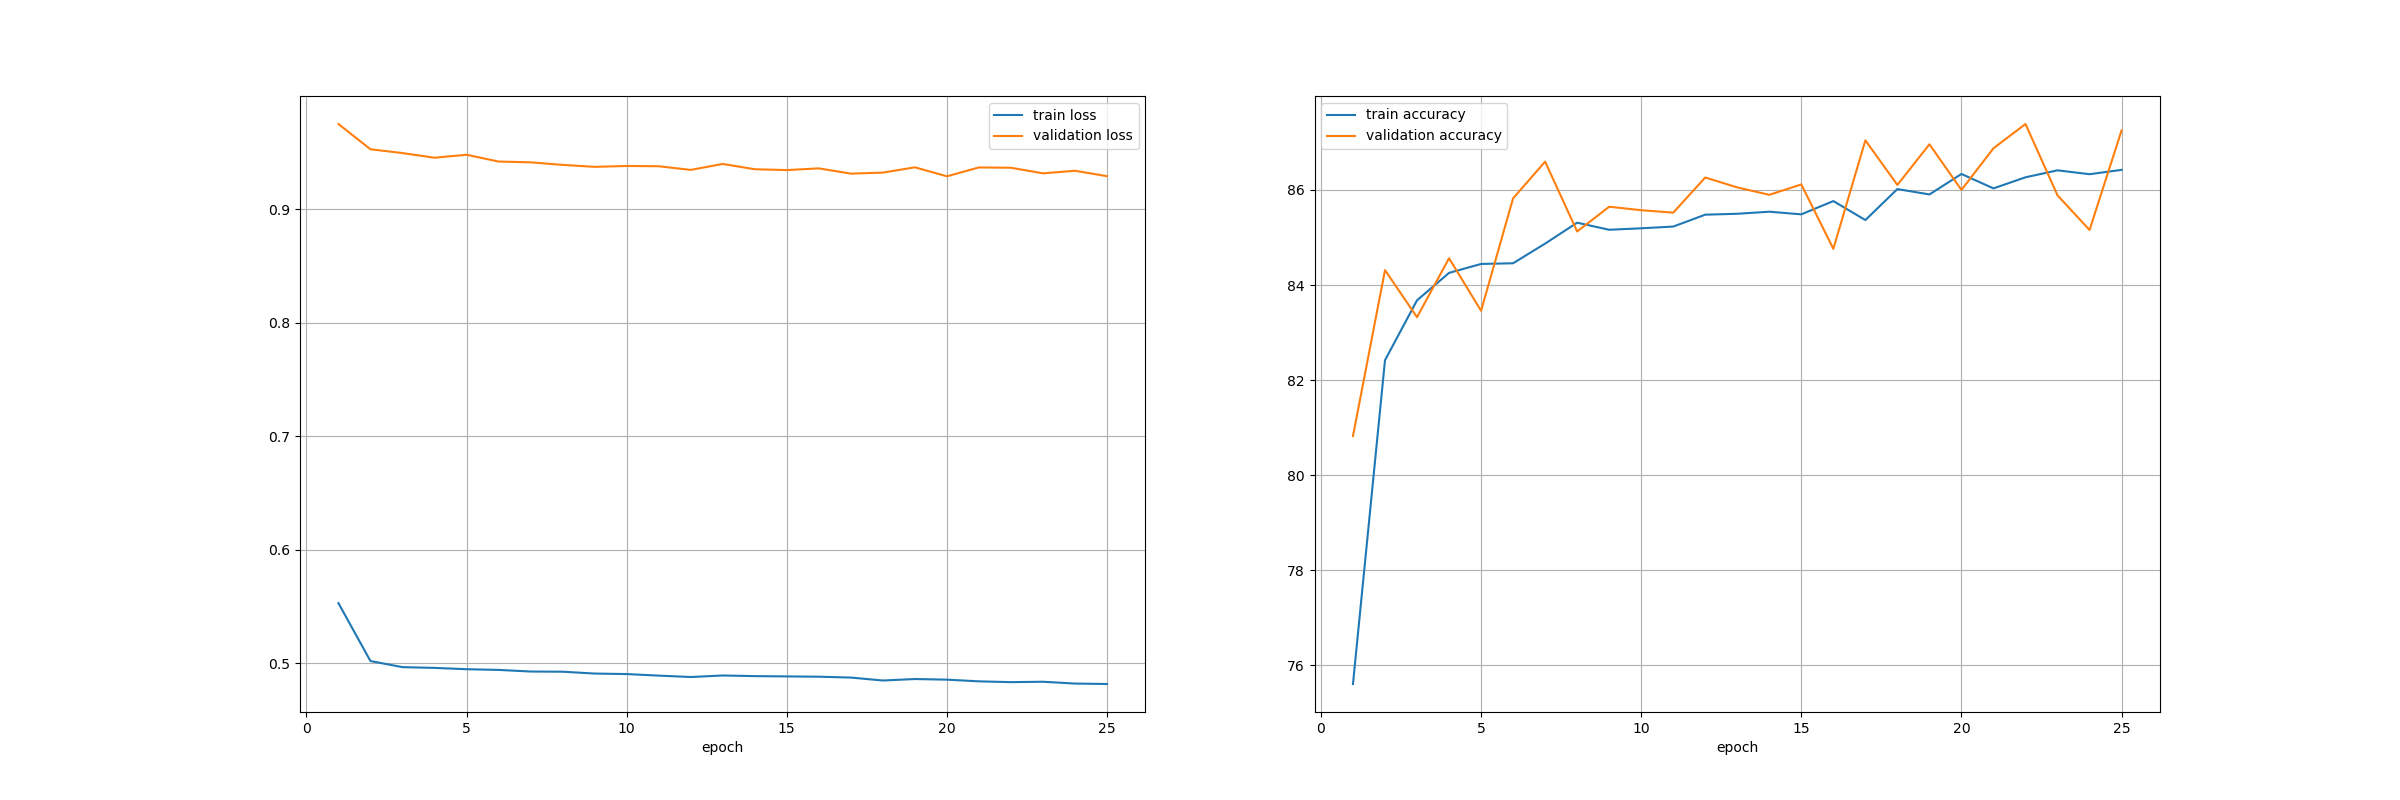 train loss
validation loss
0.9
0.8
0.7
0.6
0.5
0 5 10 15 20 25
epoch
train accuracy
validation accuracy
86
84
82
80
78
76
0 5 10 15 20 25
epoch